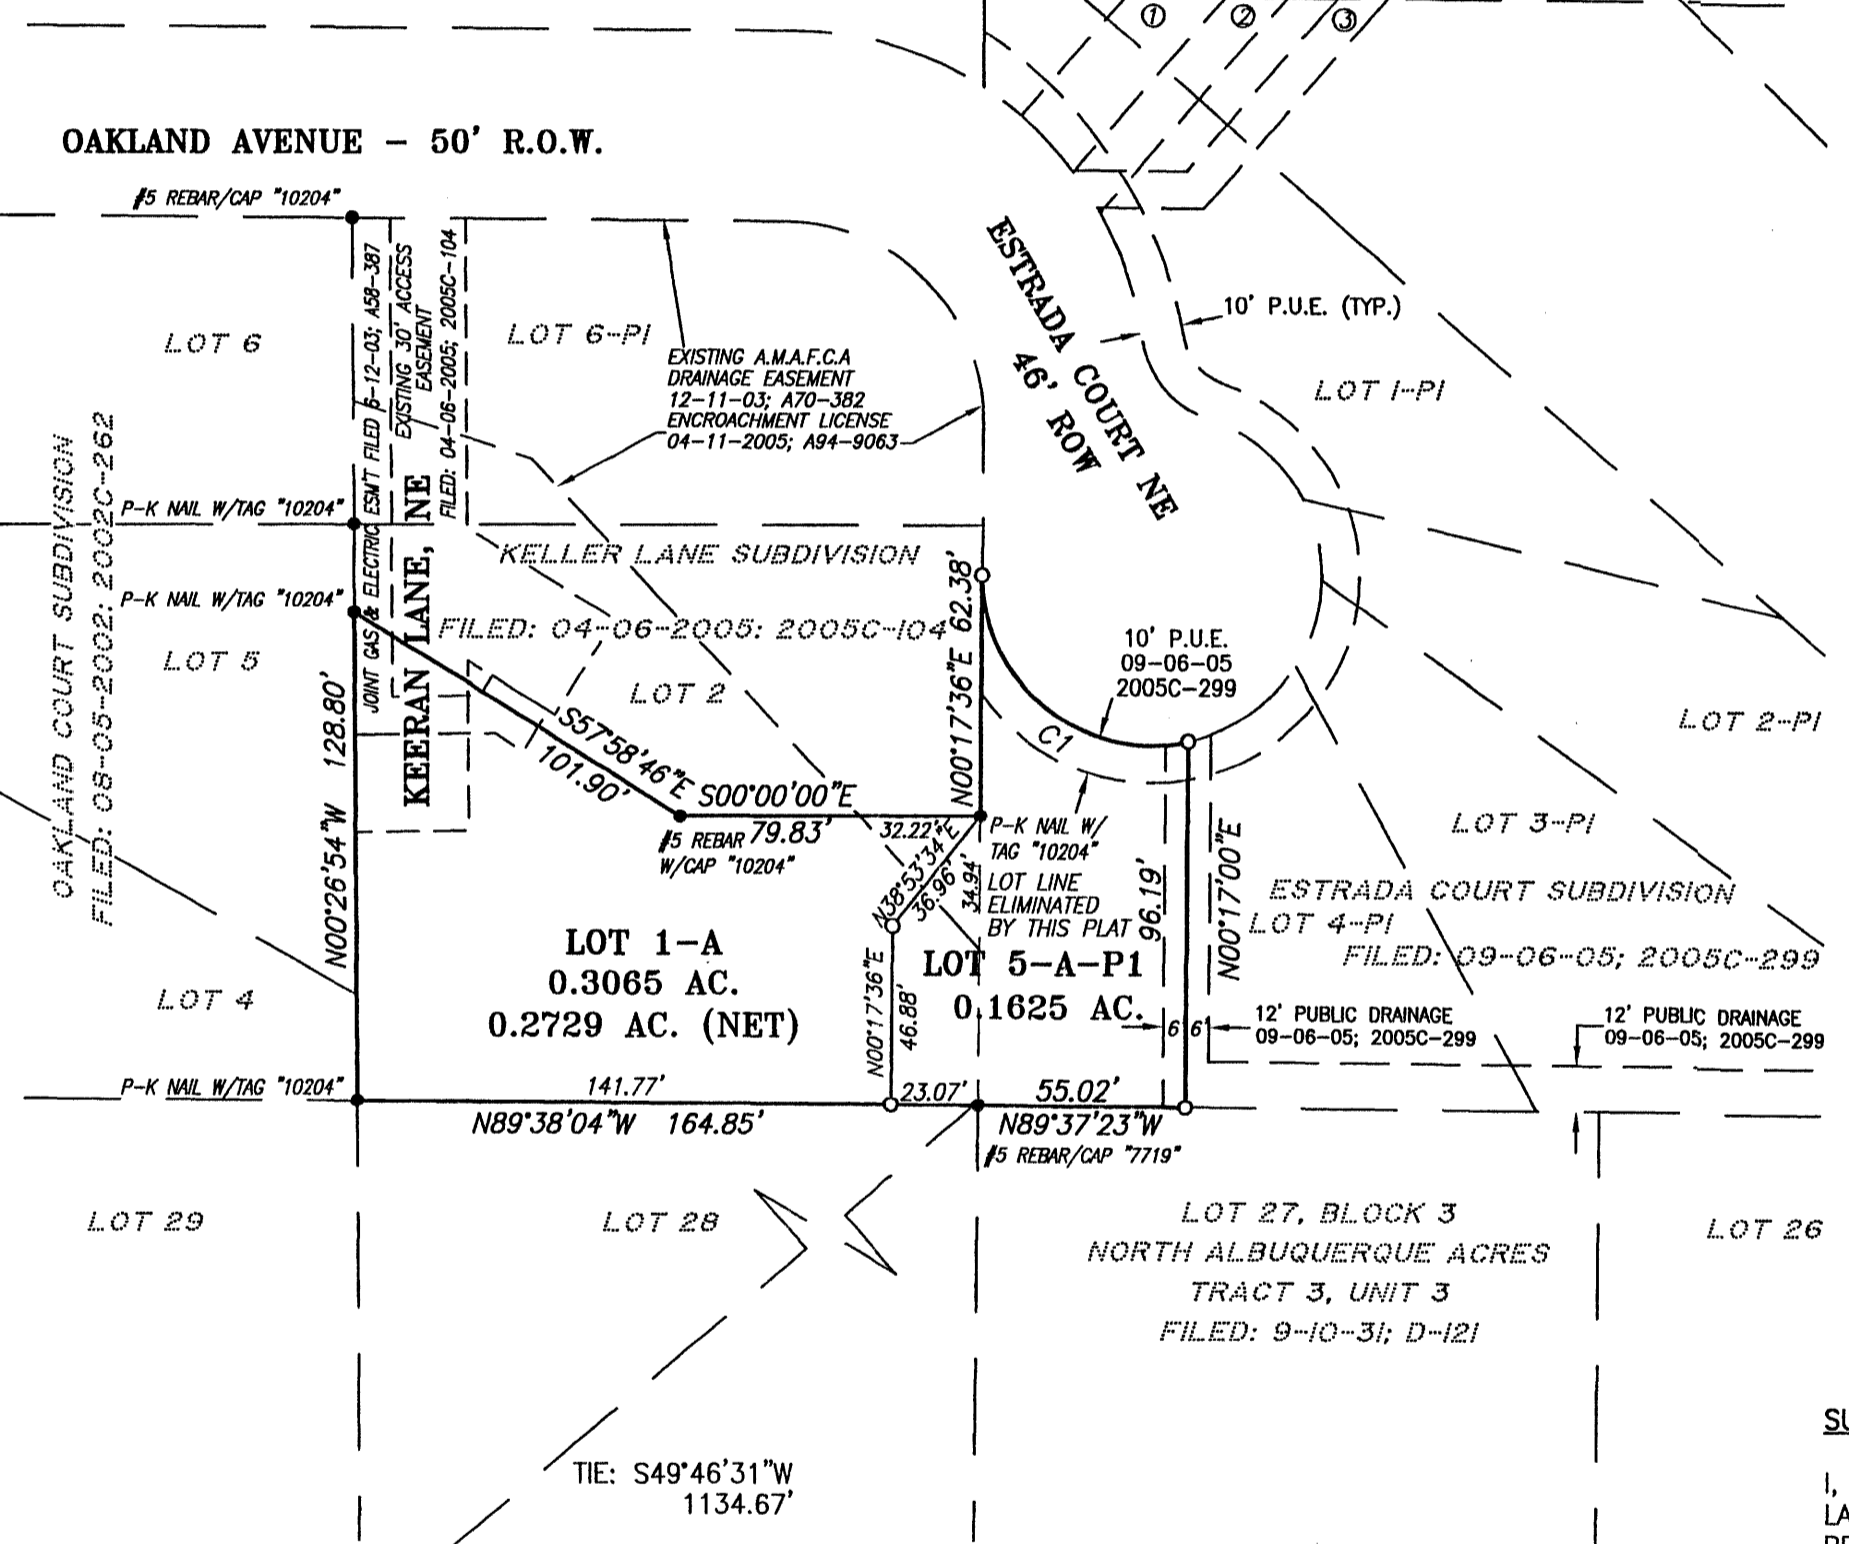 ① ② ③
OAKLAND AVENUE – 50' R.O.W.
#5 REBAR/CAP "10204"
ESTRADA COURT NE
46' ROW
10' P.U.E. (TYP.)
LOT 6
JOINT GAS & ELECTRIC ESM'T FILED 6-12-03; A58-387
EXISTING 30' ACCESS
EASEMENT
FILED: 04-06-2005; 2005C-104
LOT 6-P1
EXISTING A.M.A.F.C.A
DRAINAGE EASEMENT
12-11-03; A70-382
ENCROACHMENT LICENSE
04-11-2005; A94-9063
LOT 1-P1
OAKLAND COURT SUBDIVISION
FILED: 08-05-2002; 2002C-262
P-K NAIL W/TAG "10204"
KELLER LANE SUBDIVISION
P-K NAIL W/TAG "10204"
FILED: 04-06-2005: 2005C-104
KEERAN LANE, NE
LOT 5
LOT 2
N00°17'36"E 62.38'
10' P.U.E.
09-06-05
2005C-299
C1
LOT 2-P1
N00°26'54"W 128.80'
S57°58'46"E
101.90'
S00°00'00"E
79.83'
#5 REBAR
W/CAP "10204"
32.22'
N38°53'34"E
36.96'
34.94'
P-K NAIL W/
TAG "10204"
LOT LINE
ELIMINATED
BY THIS PLAT
96.19'
N00°17'00"E
LOT 3-P1
ESTRADA COURT SUBDIVISION
LOT 4-P1
FILED: 09-06-05; 2005C-299
LOT 1-A
0.3065 AC.
0.2729 AC. (NET)
LOT 5-A-P1
0.1625 AC.
N00°17'36"E
46.88'
LOT 4
6' 6'
12' PUBLIC DRAINAGE
09-06-05; 2005C-299
12' PUBLIC DRAINAGE
09-06-05; 2005C-299
P-K NAIL W/TAG "10204"
141.77'
23.07'
55.02'
N89°38'04"W 164.85'
N89°37'23"W
#5 REBAR/CAP "7719"
LOT 29
LOT 28
LOT 27, BLOCK 3
NORTH ALBUQUERQUE ACRES
TRACT 3, UNIT 3
FILED: 9-10-31; D-121
LOT 26
TIE: S49°46'31"W
1134.67'
SU
I,
LA